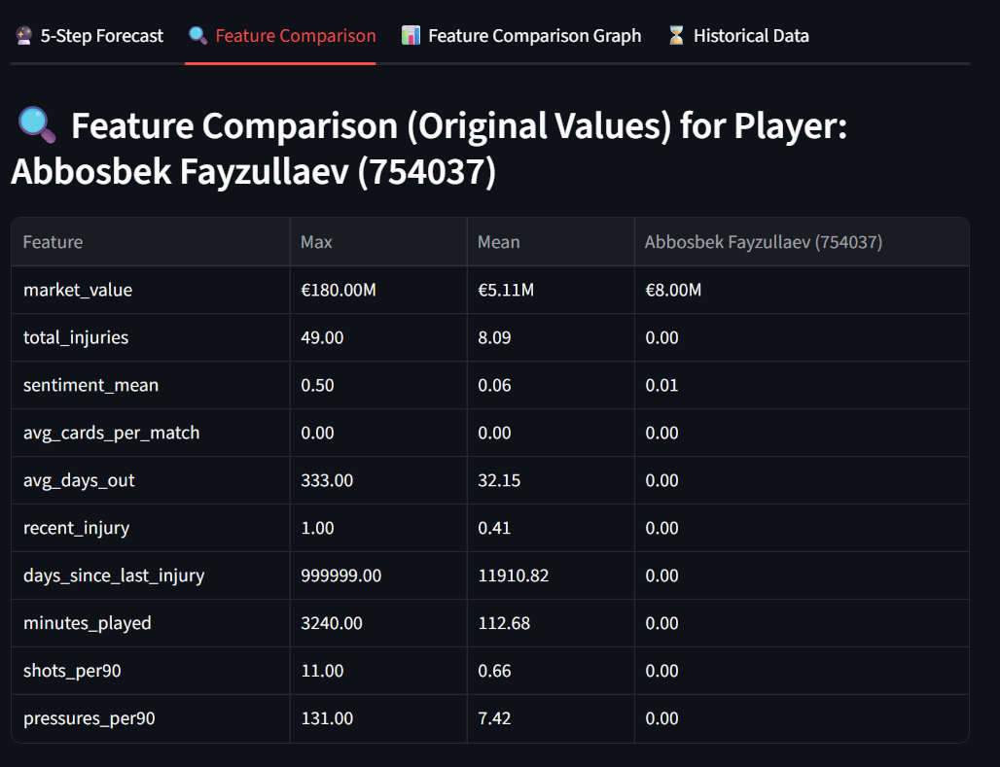 5-Step Forecast Feature Comparison Feature Comparison Graph Historical Data
Feature Comparison (Original Values) for Player:
Abbosbek Fayzullaev (754037)
Feature Max Mean Abbosbek Fayzullaev (754037)
market_value €180.00M €5.11M €8.00M
total_injuries 49.00 8.09 0.00
sentiment_mean 0.50 0.06 0.01
avg_cards_per_match 0.00 0.00 0.00
avg_days_out 333.00 32.15 0.00
recent_injury 1.00 0.41 0.00
days_since_last_injury 999999.00 11910.82 0.00
minutes_played 3240.00 112.68 0.00
shots_per90 11.00 0.66 0.00
pressures_per90 131.00 7.42 0.00